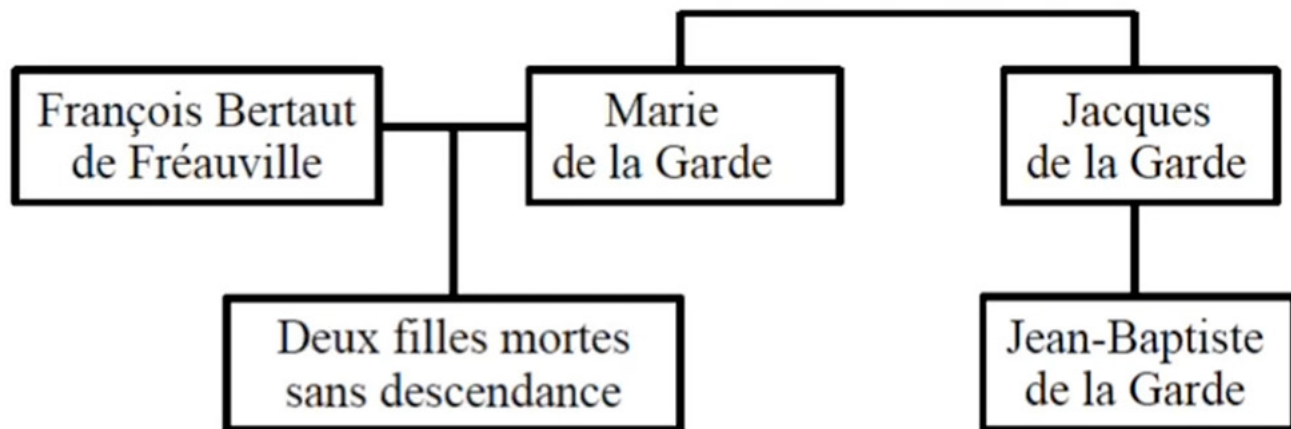 François Bertaut
de Fréauville
Marie
de la Garde
Jacques
de la Garde
Deux filles mortes
sans descendance
Jean-Baptiste
de la Garde